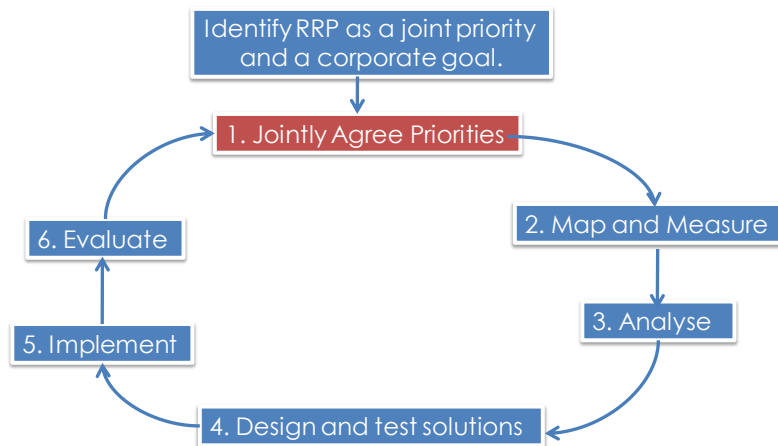 Identify RRP as a joint priority
and a corporate goal.
1. Jointly Agree Priorities
2. Map and Measure
3. Analyse
4. Design and test solutions
5. Implement
6. Evaluate